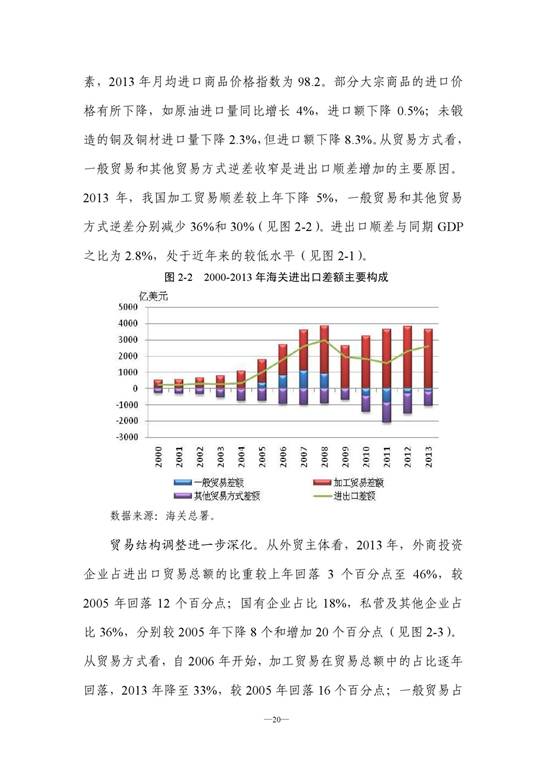 素，2013 年月均进口商品价格指数为 98.2。部分大宗商品的进口价
格有所下降，如原油进口量同比增长 4%，进口额下降 0.5%；未锻
造的铜及铜材进口量下降 2.3%，但进口额下降 8.3%。从贸易方式看，
一般贸易和其他贸易方式逆差收窄是进出口顺差增加的主要原因。
2013 年，我国加工贸易顺差较上年下降 5%，一般贸易和其他贸易
方式逆差分别减少 36%和 30%（见图 2-2）。进出口顺差与同期 GDP
之比为 2.8%，处于近年来的较低水平（见图 2-1）。
图 2-2 2000-2013 年海关进出口差额主要构成
亿美元
5000
4000
3000
2000
1000
0
-1000
-2000
-3000
2000 2001 2002 2003 2004 2005 2006 2007 2008 2009 2010 2011 2012 2013
一般贸易差额 加工贸易差额
其他贸易方式差额 进出口差额
数据来源：海关总署。
贸易结构调整进一步深化。从外贸主体看，2013 年，外商投资
企业占进出口贸易总额的比重较上年回落 3 个百分点至 46%，较
2005 年回落 12 个百分点；国有企业占比 18%，私营及其他企业占
比 36%，分别较 2005 年下降 8 个和增加 20 个百分点（见图 2-3）。
从贸易方式看，自 2006 年开始，加工贸易在贸易总额中的占比逐年
回落，2013 年降至 33%，较 2005 年回落 16 个百分点；一般贸易占
—20—